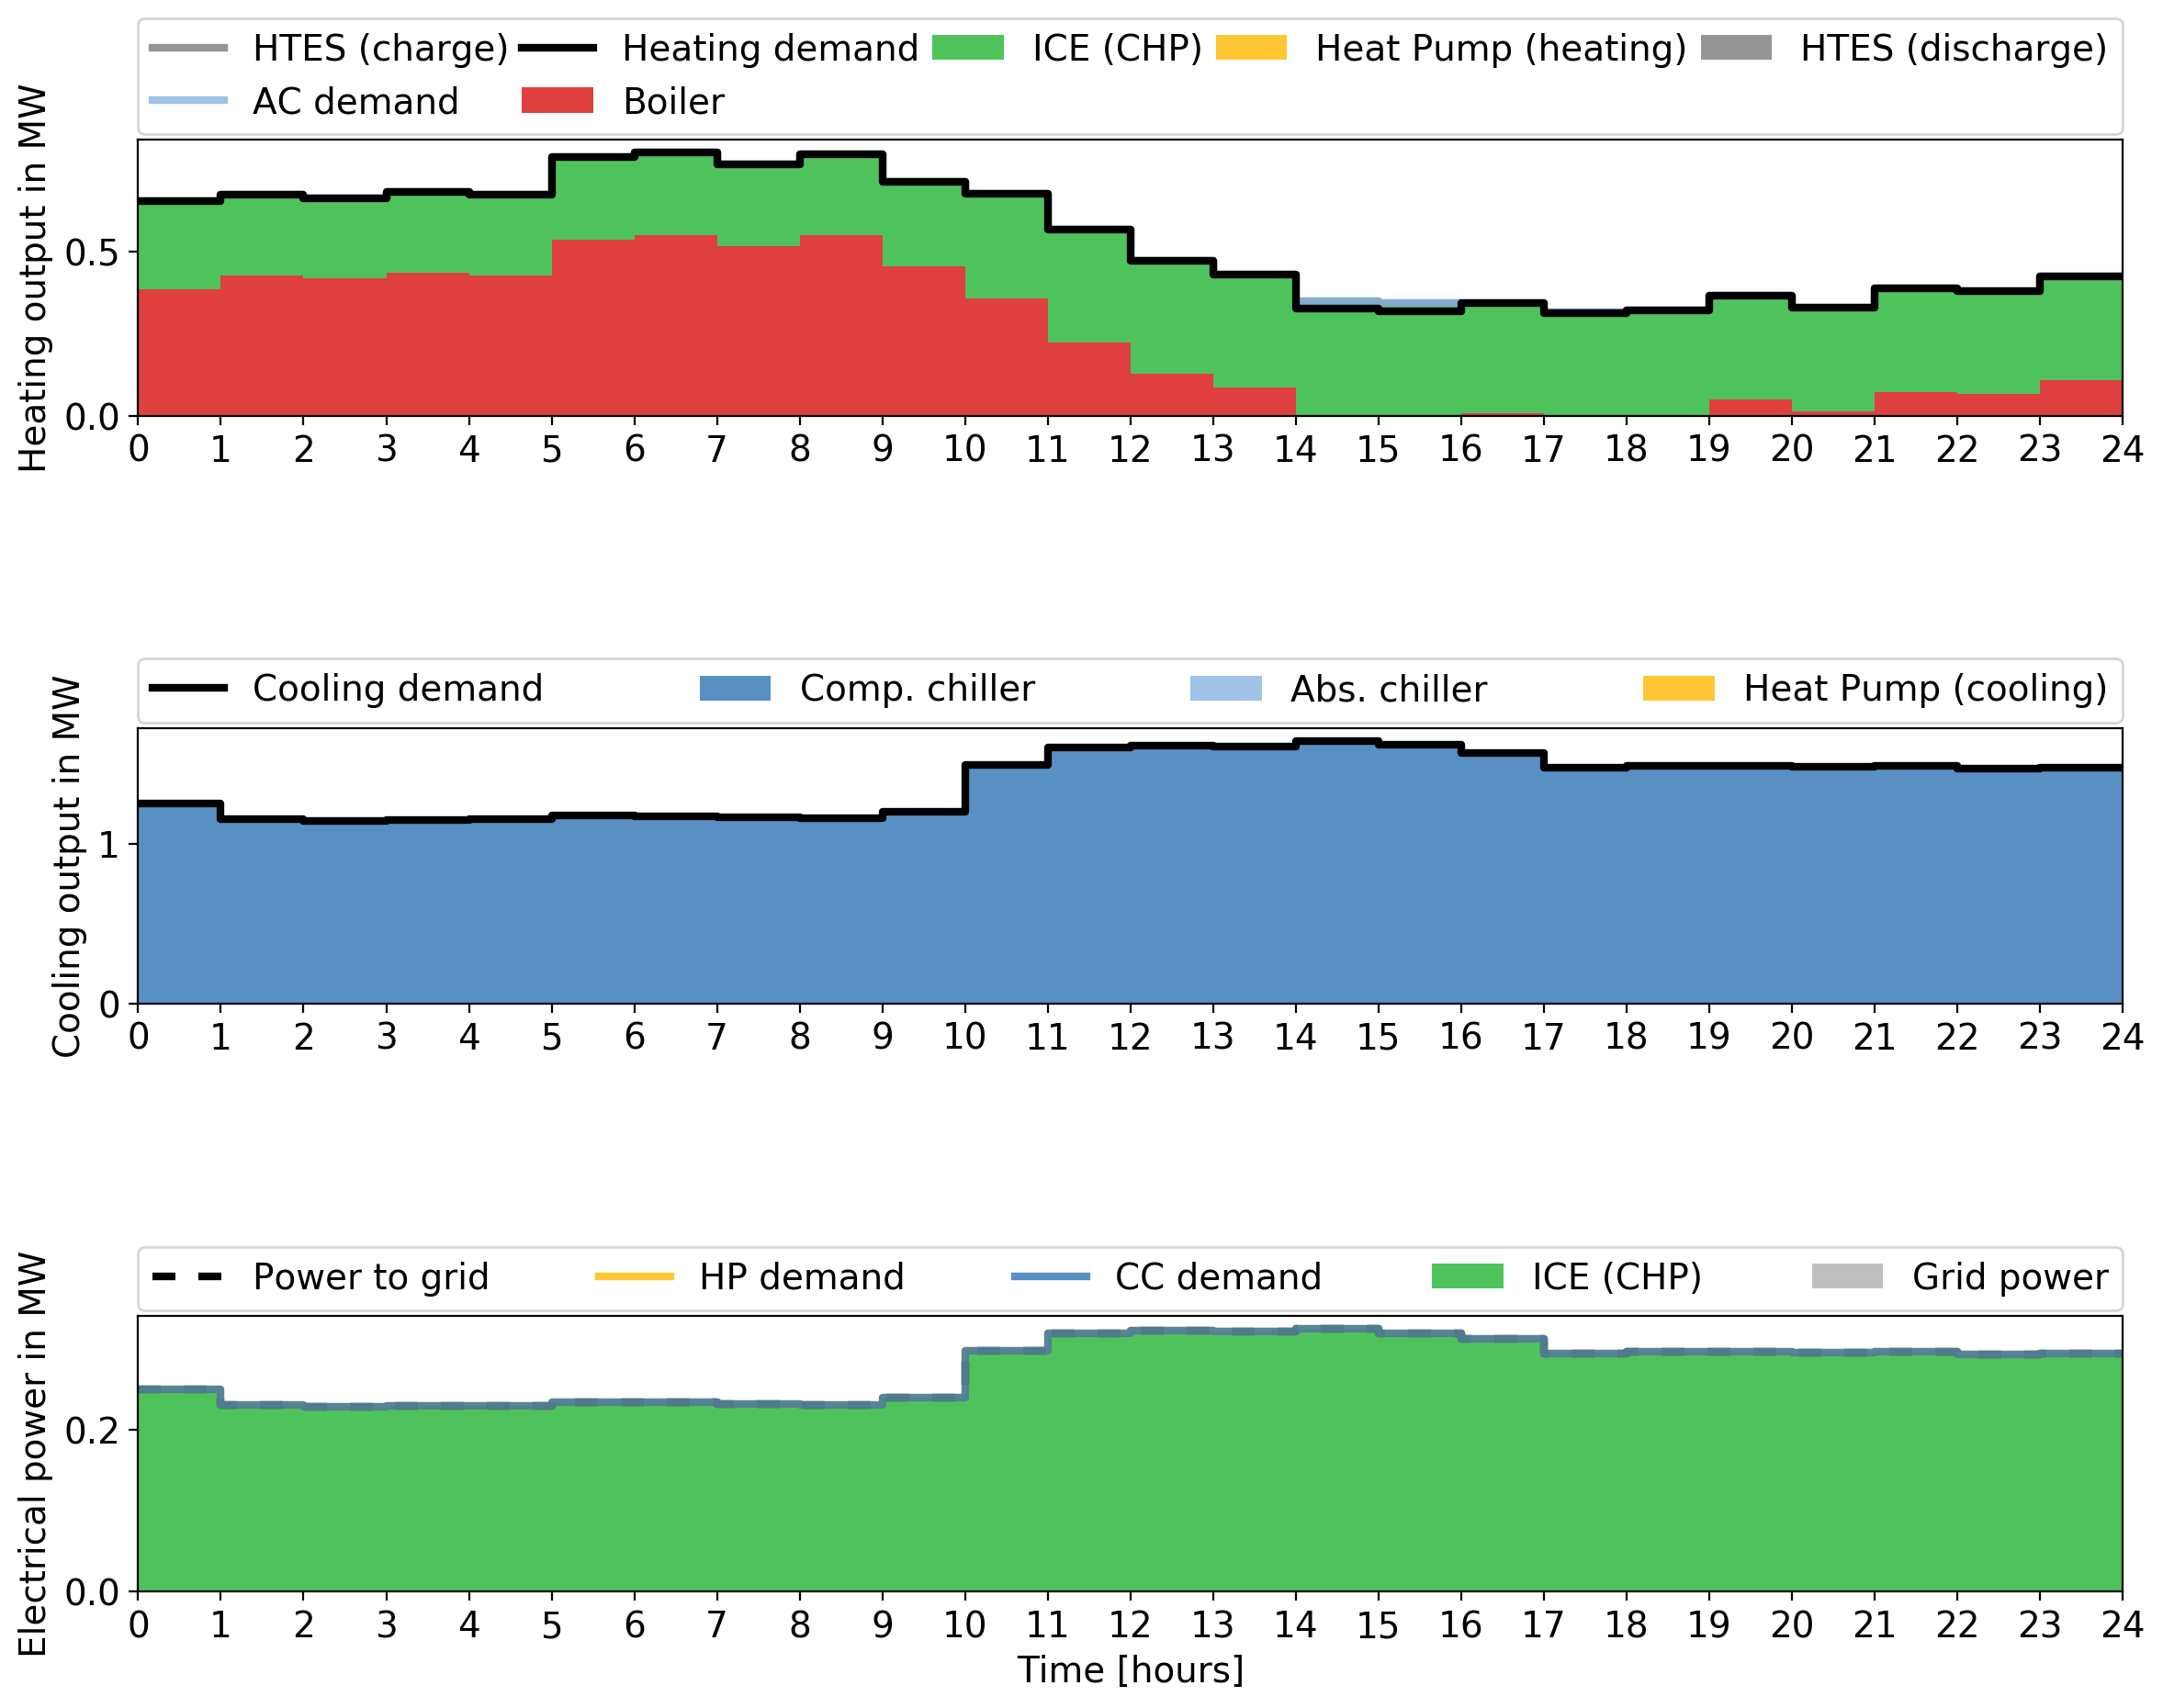 HTES (charge) Heating demand ICE (CHP) Heat Pump (heating) HTES (discharge)
AC demand Boiler
Heating output in MW
0.5
0.0
0 1 2 3 4 5 6 7 8 9 10 11 12 13 14 15 16 17 18 19 20 21 22 23 24
Cooling demand Comp. chiller Abs. chiller Heat Pump (cooling)
Cooling output in MW
1
0
0 1 2 3 4 5 6 7 8 9 10 11 12 13 14 15 16 17 18 19 20 21 22 23 24
Power to grid HP demand CC demand ICE (CHP) Grid power
Electrical power in MW
0.2
0.0
0 1 2 3 4 5 6 7 8 9 10 11 12 13 14 15 16 17 18 19 20 21 22 23 24
Time [hours]